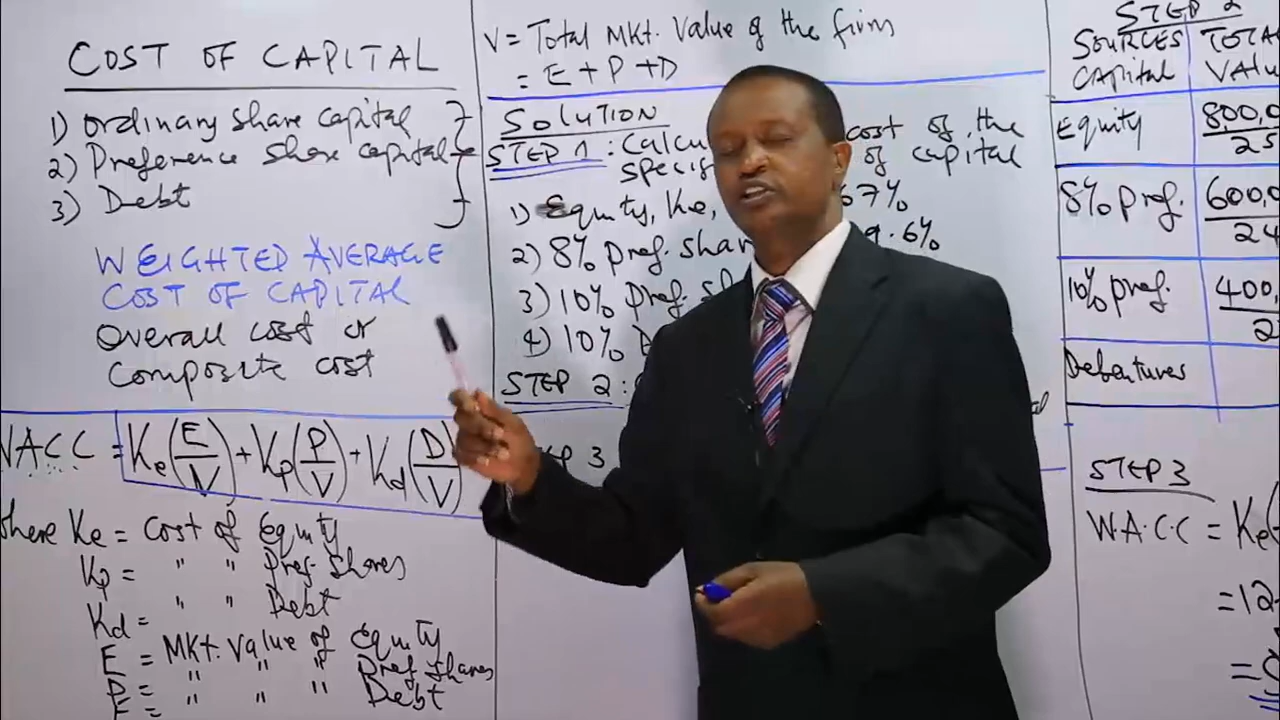 COST OF CAPITAL
1) Ordinary share capital
2) Preference share capital
3) Debt
WEIGHTED AVERAGE
COST OF CAPITAL
Overall cost or
Composite cost
WACC = Ke(E/V) + Kp(P/V) + Kd(D/V)
where Ke = Cost of Equity
Kp = " " Pref. Shares
Kd = " " Debt
E = Mkt. Value of Equity
P = " " " Pref. shares
E = " " " Debt
V = Total Mkt. Value of the firm
= E + P + D
SOLUTION
STEP 1: Calcu cost of the
speci of capital
1) Equity, Ke, 67%
2) 8% pref. shar 9.6%
3) 10% pref. sh
4) 10% D
STEP 2:
EP 3
STEP 2
SOURCES TOTAL
CAPITAL VALU
Equity 800,0
25
8% pref. 600,0
24
10% pref. 400,
2
Debentures
STEP 3
W.A.C.C = Ke(
= 12